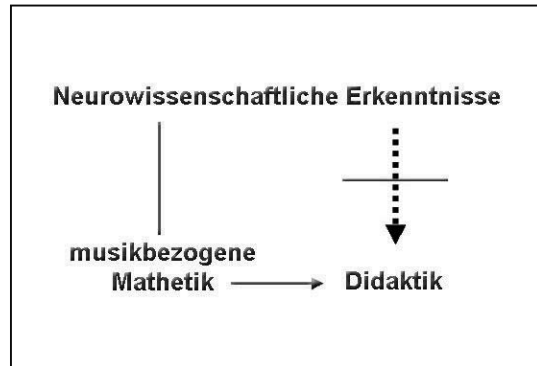 Neurowissenschaftliche Erkenntnisse
musikbezogene
Mathetik
Didaktik